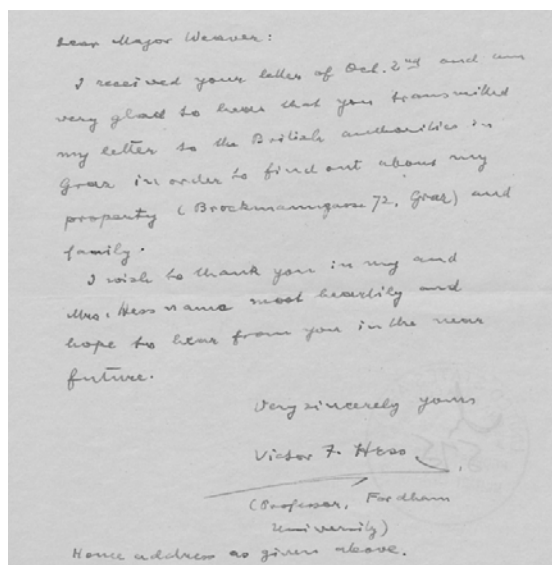 Dear Major Weaver:
I received your letter of Oct. 2nd and am
very glad to hear that you transmitted
my letter to the British authorities in
Graz in order to find out about my
property (Brockmanngasse 72, Graz) and
family.
I wish to thank you in my and
Mrs. Hess name most heartily and
hope to hear from you in the near
future.
Very sincerely yours
Victor F. Hess
(Professor, Fordham
University)
Home address as given above.